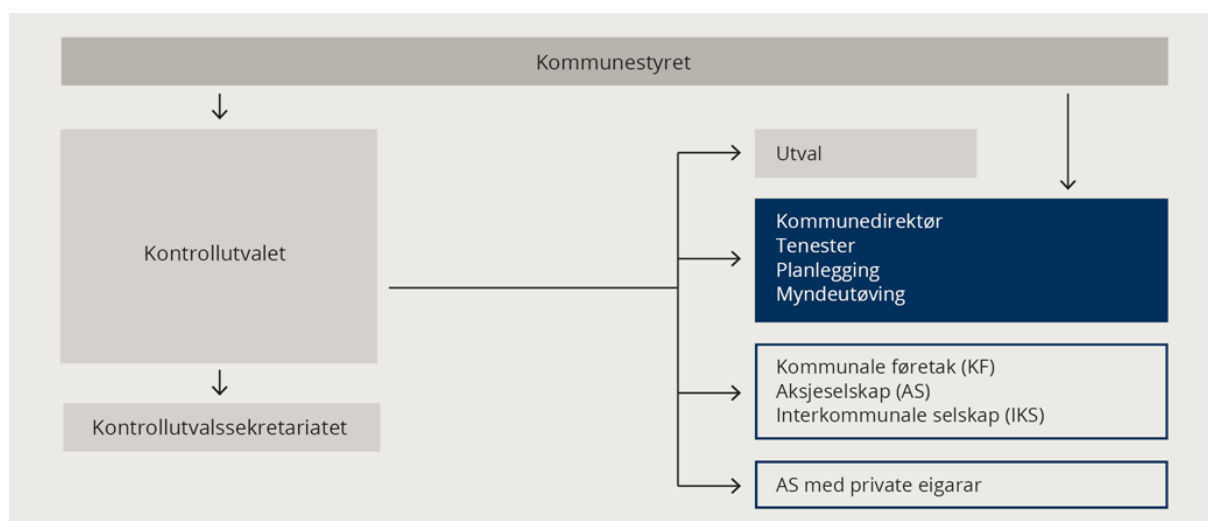 Kommunestyret
Kontrollutvalet
Kontrollutvalssekretariatet
Utval
Kommunedirektør
Tenester
Planlegging
Myndeutøving
Kommunale føretak (KF)
Aksjeselskap (AS)
Interkommunale selskap (IKS)
AS med private eigarar